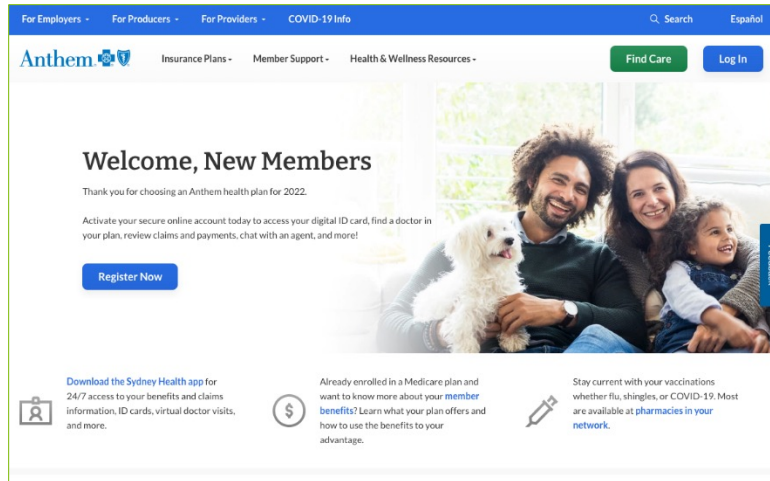 For Employers For Producers For Providers COVID-19 Info Search Español
Anthem Insurance Plans Member Support Health & Wellness Resources Find Care Log In
Welcome, New Members
Thank you for choosing an Anthem health plan for 2022.
Activate your secure online account today to access your digital ID card, find a doctor in
your plan, review claims and payments, chat with an agent, and more!
Register Now
Download the Sydney Health app for
24/7 access to your benefits and claims
information, ID cards, virtual doctor visits,
and more.
Already enrolled in a Medicare plan and
want to know more about your member
benefits? Learn what your plan offers and
how to use the benefits to your
advantage.
Stay current with your vaccinations
whether flu, shingles, or COVID-19. Most
are available at pharmacies in your
network.